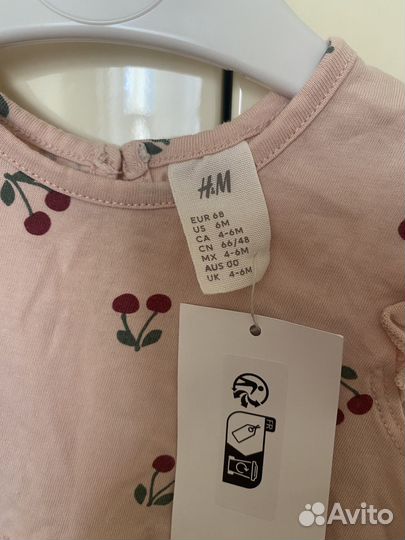 H&M
EUR 68
US 6M
CA 4-6M
CN 66/48
MX 4-6M
AUS 00
UK 4-6M
FR
Avito